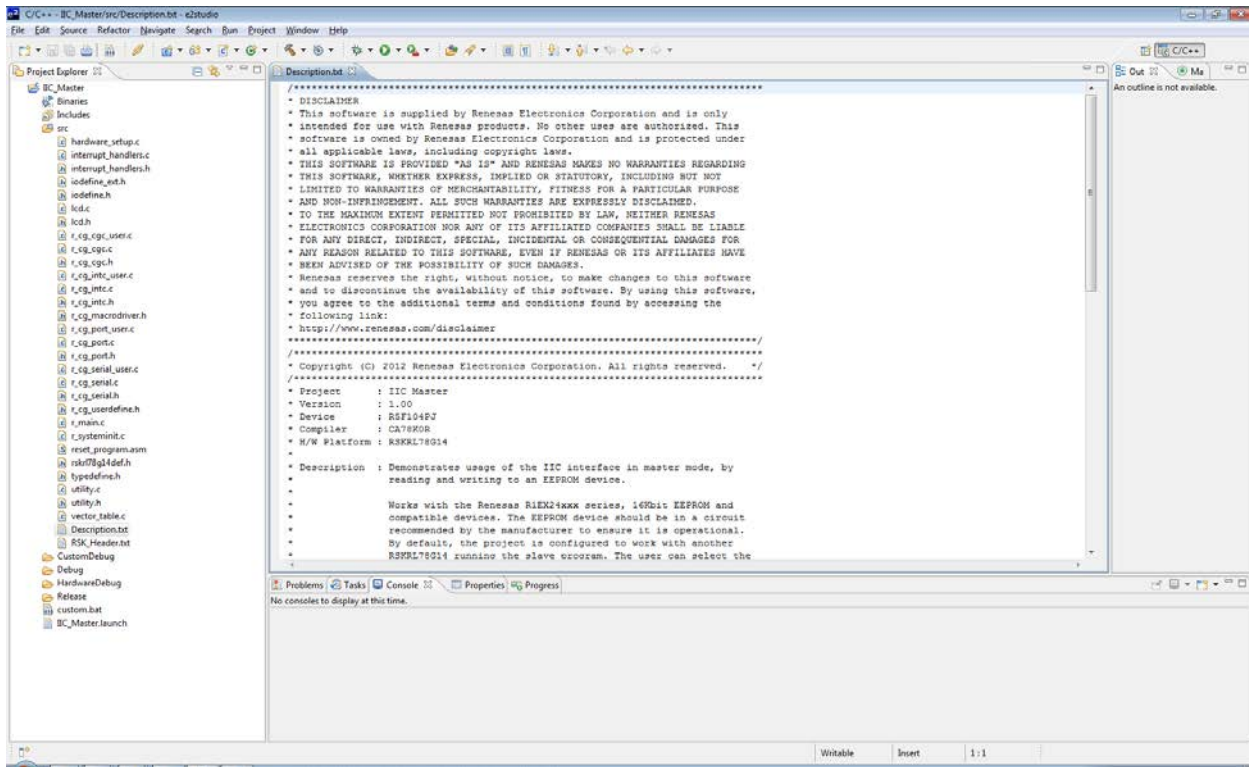 C/C++ - IIC_Master/src/Description.txt - e2studio
File Edit Source Refactor Navigate Search Run Project Window Help
C/C++
Project Explorer
IIC_Master
Binaries
Includes
src
hardware_setup.c
interrupt_handlers.c
interrupt_handlers.h
iodefine_ext.h
iodefine.h
lcd.c
lcd.h
r_cg_cgc_user.c
r_cg_cgc.c
r_cg_cgc.h
r_cg_intc_user.c
r_cg_intc.c
r_cg_intc.h
r_cg_macrodriver.h
r_cg_port_user.c
r_cg_port.c
r_cg_port.h
r_cg_serial_user.c
r_cg_serial.c
r_cg_serial.h
r_cg_userdefine.h
r_main.c
r_systeminit.c
reset_program.asm
rskrl78g14def.h
typedefine.h
utility.c
utility.h
vector_table.c
Description.txt
RSK_Header.txt
CustomDebug
Debug
HardwareDebug
Release
custom.bat
IIC_Master.launch
Description.txt
/******************************************************************************
* DISCLAIMER
* This software is supplied by Renesas Electronics Corporation and is only
* intended for use with Renesas products. No other uses are authorized. This
* software is owned by Renesas Electronics Corporation and is protected under
* all applicable laws, including copyright laws.
* THIS SOFTWARE IS PROVIDED "AS IS" AND RENESAS MAKES NO WARRANTIES REGARDING
* THIS SOFTWARE, WHETHER EXPRESS, IMPLIED OR STATUTORY, INCLUDING BUT NOT
* LIMITED TO WARRANTIES OF MERCHANTABILITY, FITNESS FOR A PARTICULAR PURPOSE
* AND NON-INFRINGEMENT. ALL SUCH WARRANTIES ARE EXPRESSLY DISCLAIMED.
* TO THE MAXIMUM EXTENT PERMITTED NOT PROHIBITED BY LAW, NEITHER RENESAS
* ELECTRONICS CORPORATION NOR ANY OF ITS AFFILIATED COMPANIES SHALL BE LIABLE
* FOR ANY DIRECT, INDIRECT, SPECIAL, INCIDENTAL OR CONSEQUENTIAL DAMAGES FOR
* ANY REASON RELATED TO THIS SOFTWARE, EVEN IF RENESAS OR ITS AFFILIATES HAVE
* BEEN ADVISED OF THE POSSIBILITY OF SUCH DAMAGES.
* Renesas reserves the right, without notice, to make changes to this software
* and to discontinue the availability of this software. By using this software,
* you agree to the additional terms and conditions found by accessing the
* following link:
* http://www.renesas.com/disclaimer
******************************************************************************/
/******************************************************************************
* Copyright (C) 2012 Renesas Electronics Corporation. All rights reserved. */
/******************************************************************************
* Project : IIC Master
* Version : 1.00
* Device : R5F104PJ
* Compiler : CA78K0R
* H/W Platform : RSKRL78G14
*
* Description : Demonstrates usage of the IIC interface in master mode, by
* reading and writing to an EEPROM device.
*
* Works with the Renesas R1EX24xxx series, 16Kbit EEPROM and
* compatible devices. The EEPROM device should be in a circuit
* recommended by the manufacturer to ensure it is operational.
* By default, the project is configured to work with another
* RSKRL78G14 running the slave program. The user can select the
Out Ma
An outline is not available.
Problems Tasks Console Properties Progress
No consoles to display at this time.
Writable Insert 1:1